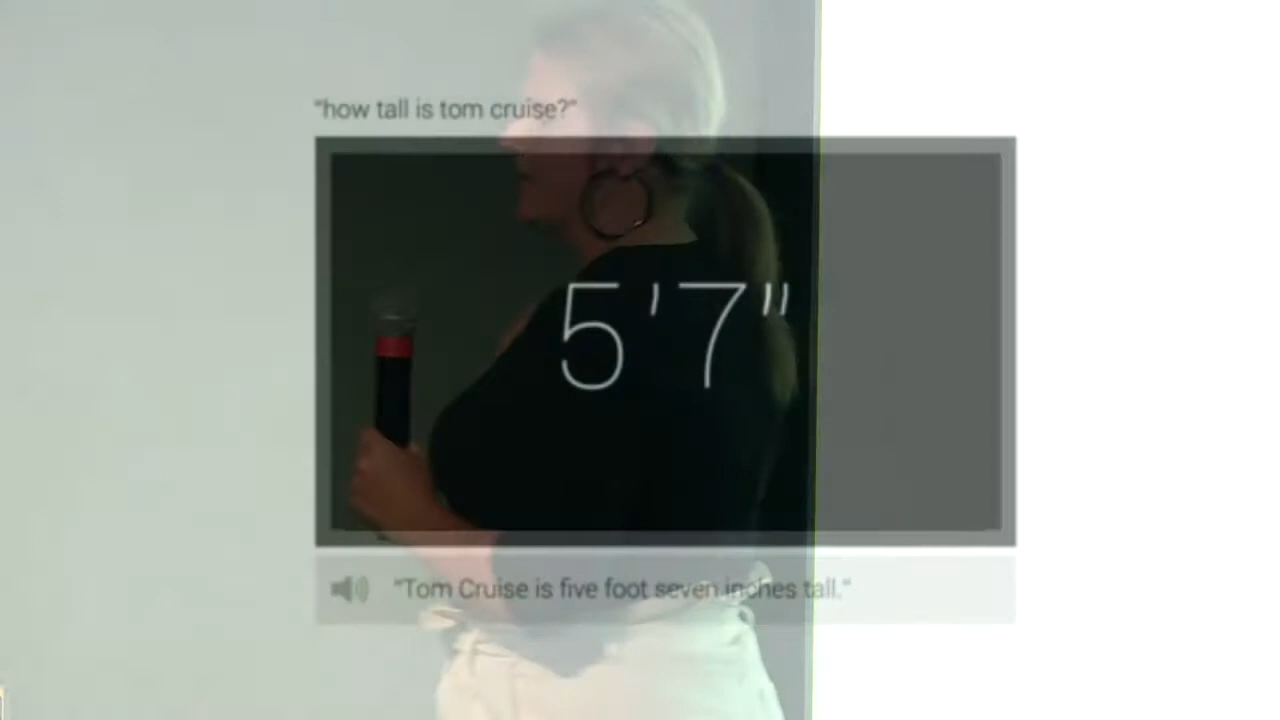 "how tall is tom cruise?"
5'7"
"Tom Cruise is five foot seven inches tall."